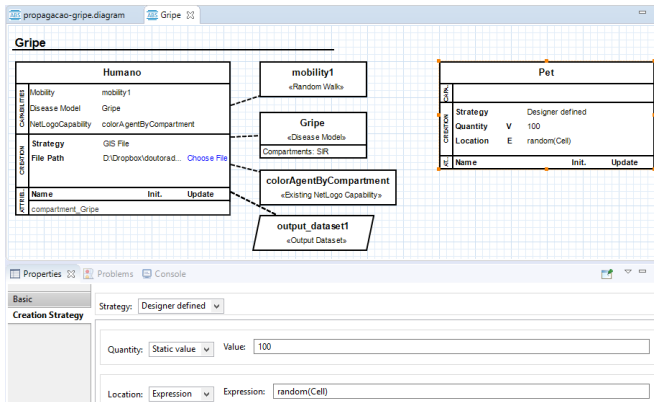 propagacao-gripe.diagram
Gripe
Gripe
Humano
CAPABILITIES
Mobility mobility1
Disease Model Gripe
NetLogoCapability colorAgentByCompartment
CREATION
Strategy GIS File
File Path D:\Dropbox\doutorad... Choose File
ATTRIB.
Name Init. Update
compartment_Gripe
mobility1
«Random Walk»
Gripe
«Disease Model»
Compartments: SIR
colorAgentByCompartment
«Existing NetLogo Capability»
output_dataset1
«Output Dataset»
Pet
CAPA.
CREATION
Strategy Designer defined
Quantity V 100
Location E random(Cell)
AT.
Name Init. Update
Properties Problems Console
Basic
Creation Strategy
Strategy: Designer defined
Quantity: Static value Value: 100
Location: Expression Expression: random(Cell)